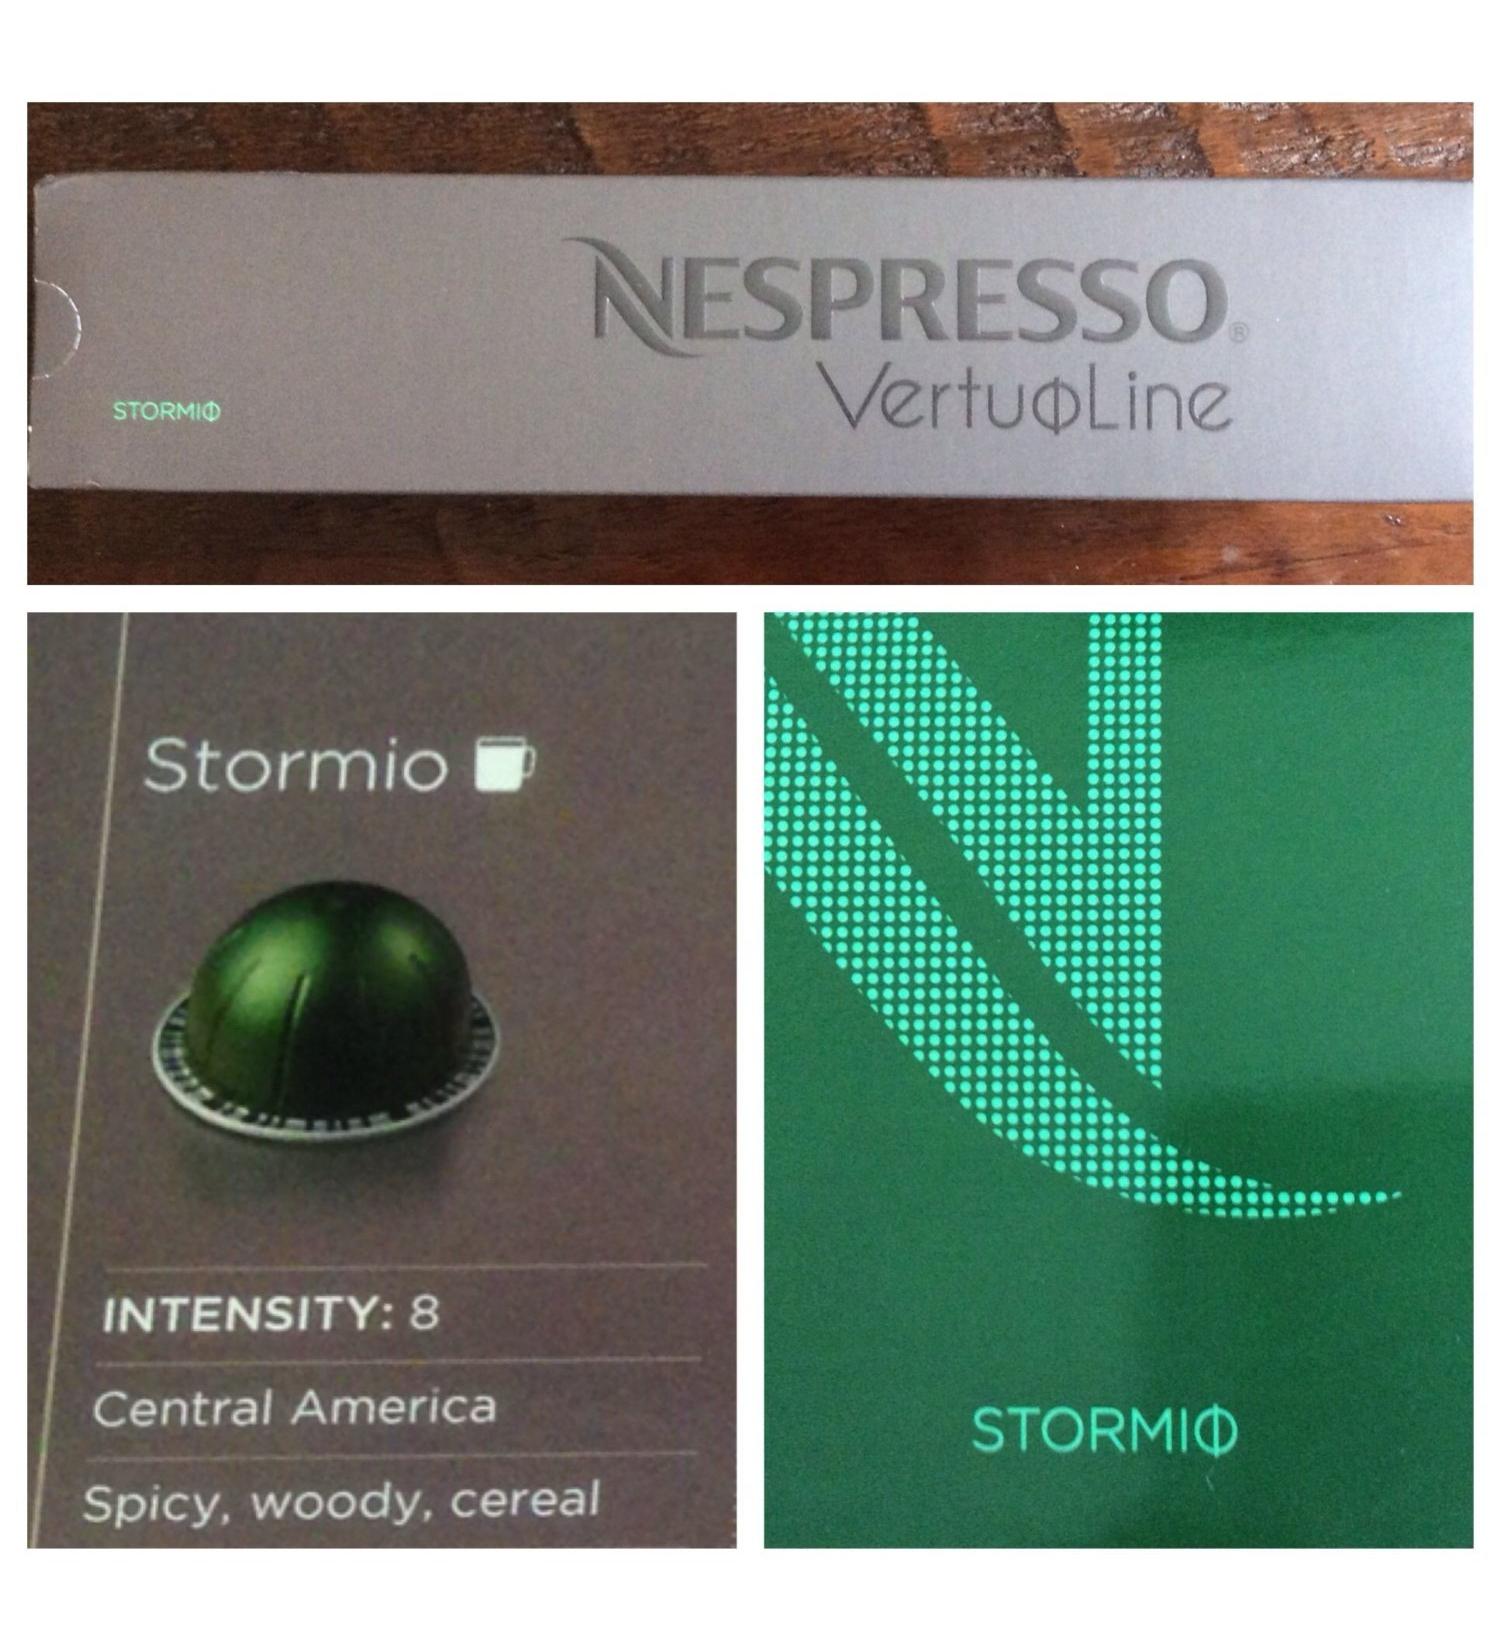 NESPRESSO®
VertuoLine
STORMIO
Stormio
INTENSITY: 8
Central America
Spicy, woody, cereal
STORMIO